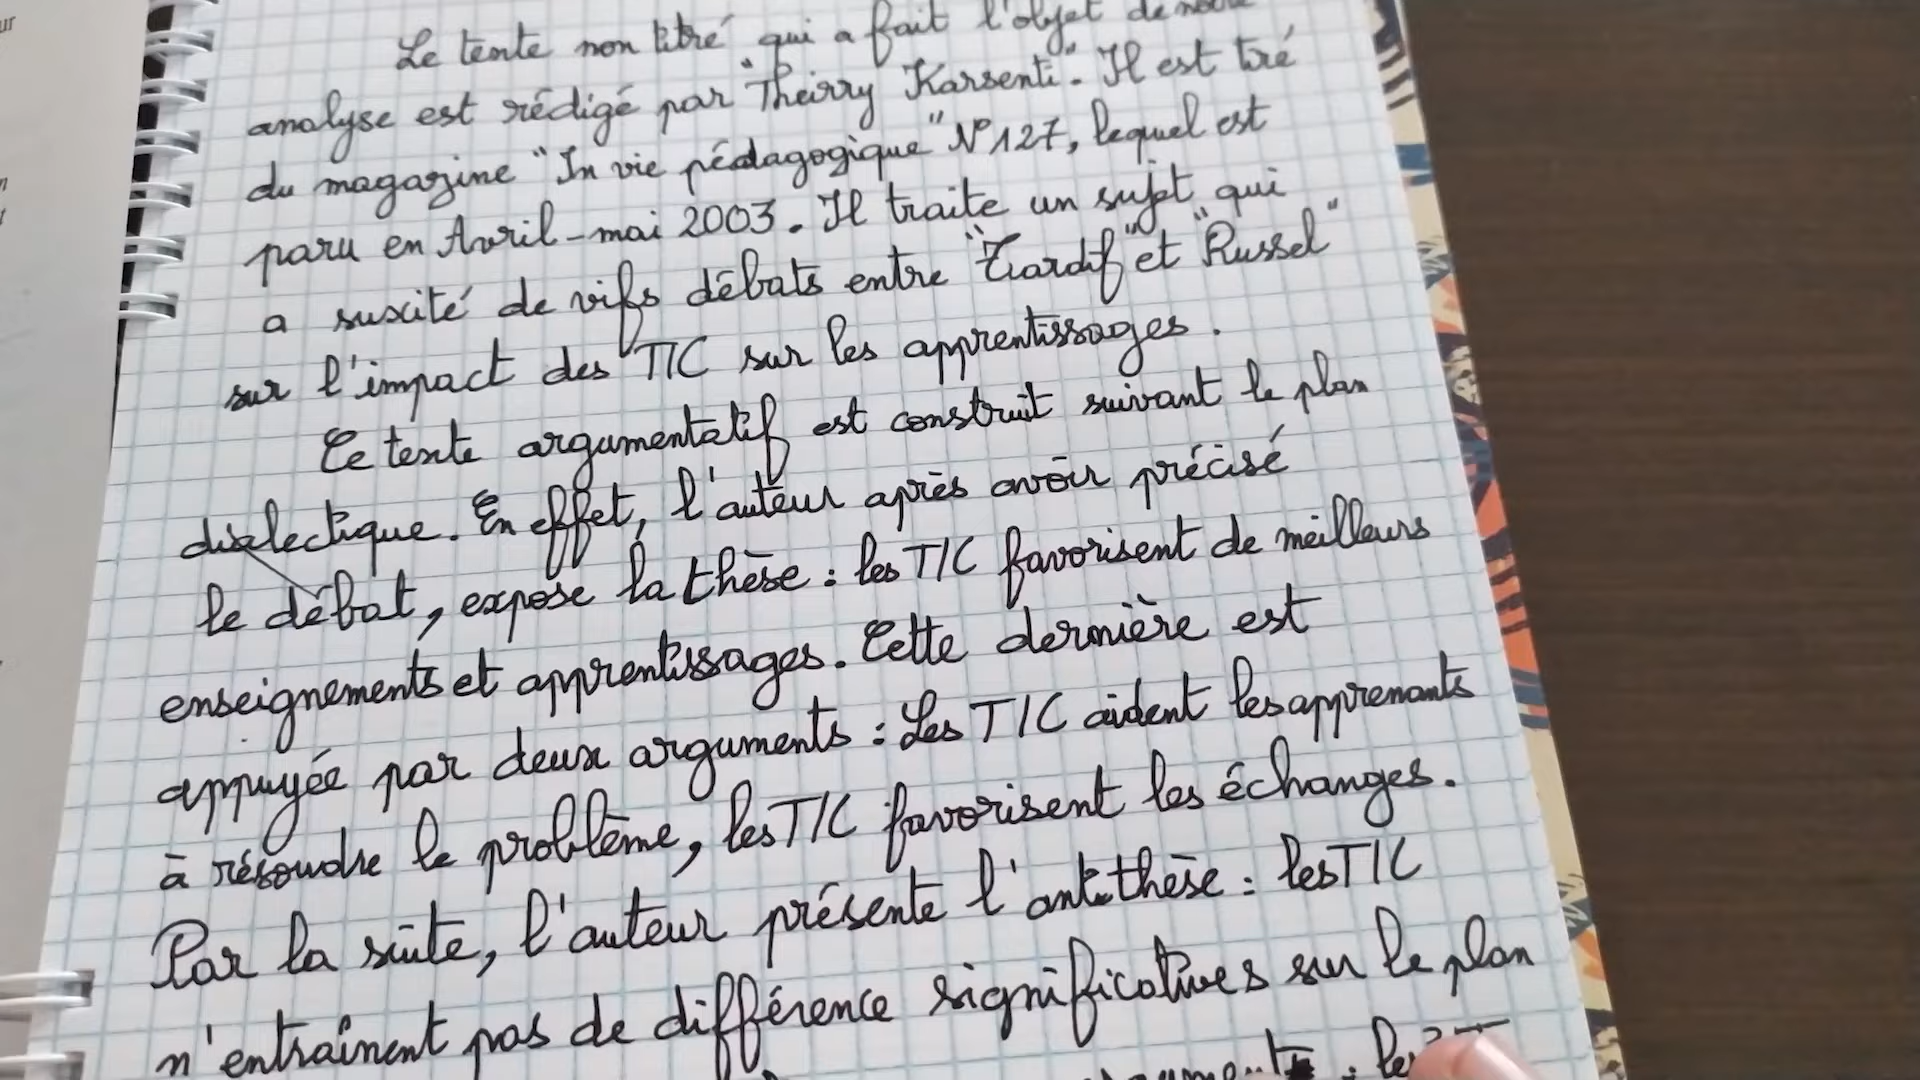 Le texte non titré qui a fait l'objet de notre
analyse est rédigé par "Theirry Karsenti". Il est tiré
du magazine "In vie pédagogique" N° 127, lequel est
paru en Avril-mai 2003. Il traite un sujet qui
a suscité de vifs débats entre "Tardif" et "Russel"
sur l'impact des TIC sur les apprentissages.
Ce texte argumentatif est construit suivant le plan
dialectique. En effet, l'auteur après avoir précisé
le débat, expose la thèse : les TIC favorisent de meilleurs
enseignements et apprentissages. Cette dernière est
appuyée par deux arguments : Les TIC aident les apprenants
à résoudre le problème, les TIC favorisent les échanges.
Par la suite, l'auteur présente l'antithèse : les TIC
n'entraînent pas de différence significatives sur le plan